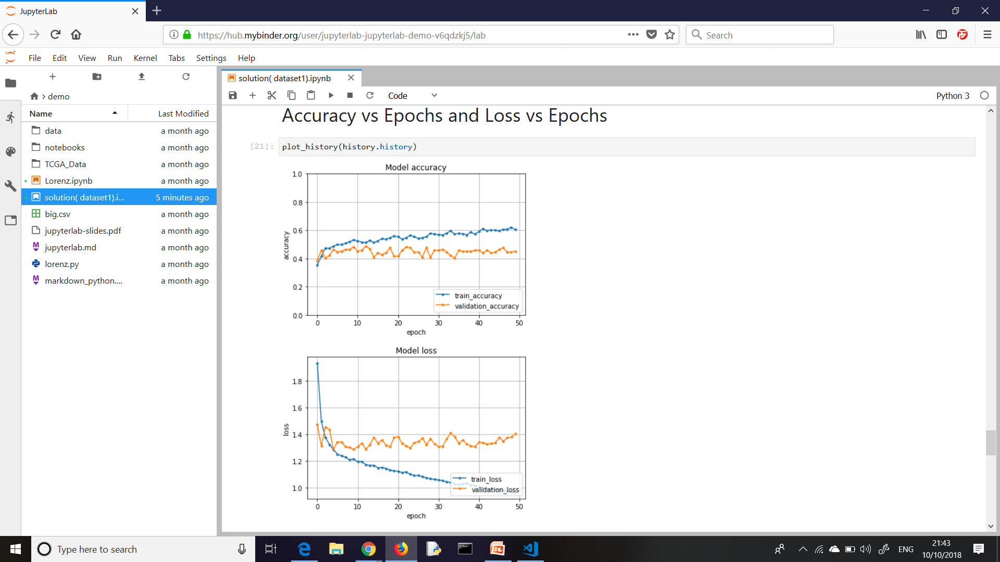 JupyterLab
https://hub.mybinder.org/user/jupyterlab-jupyterlab-demo-v6qdzkj5/lab
Search
File Edit View Run Kernel Tabs Settings Help
demo
Name Last Modified
data a month ago
notebooks a month ago
TCGA_Data a month ago
Lorenz.ipynb a month ago
solution( dataset1).i... 5 minutes ago
big.csv a month ago
jupyterlab-slides.pdf a month ago
jupyterlab.md a month ago
lorenz.py a month ago
markdown_python.... a month ago
solution( dataset1).ipynb
Code
Python 3
Accuracy vs Epochs and Loss vs Epochs
[21]: plot_history(history.history)
Model accuracy
1.0
0.8
0.6
0.4
0.2
0.0
accuracy
train_accuracy
validation_accuracy
0 10 20 30 40 50
epoch
Model loss
1.8
1.6
1.4
1.2
1.0
loss
train_loss
validation_loss
0 10 20 30 40 50
epoch
Type here to search
ENG
21:43
10/10/2018